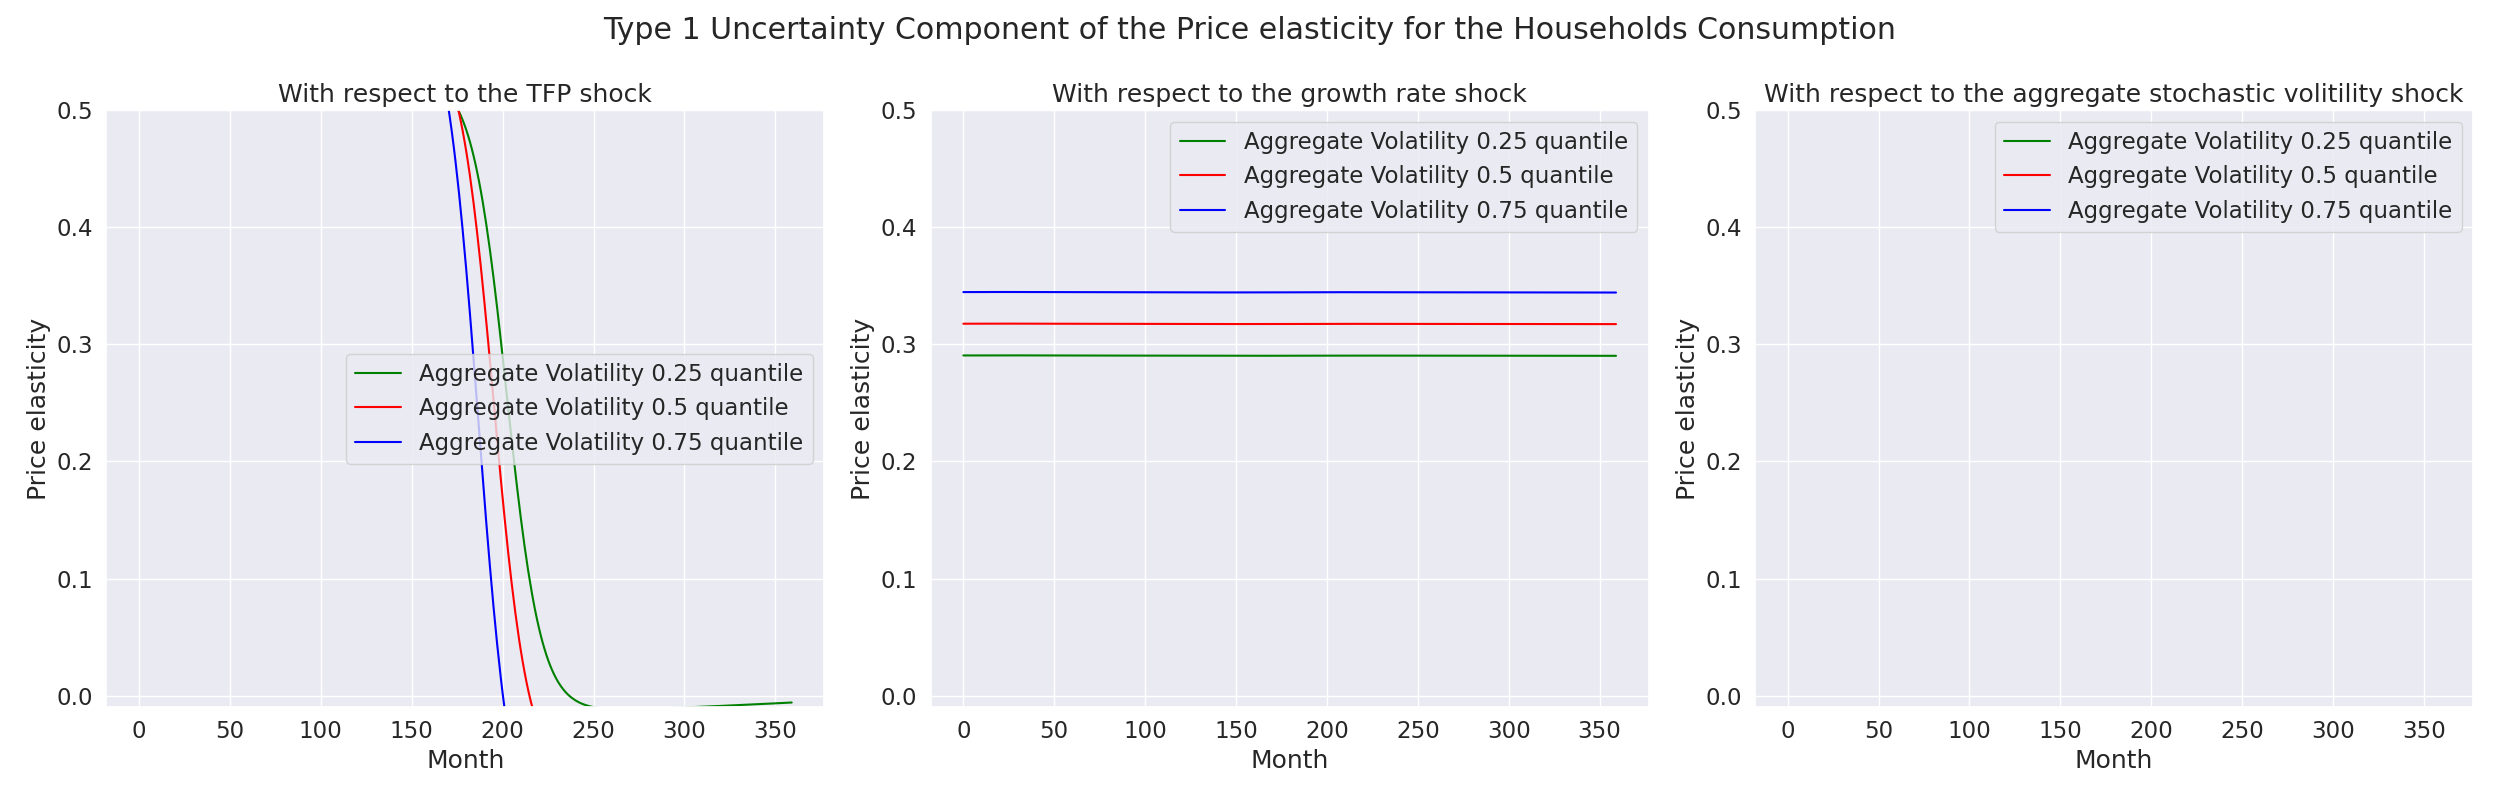 Type 1 Uncertainty Component of the Price elasticity for the Households Consumption
With respect to the TFP shock
0.5
0.4
0.3
0.2
0.1
0.0
Price elasticity
Aggregate Volatility 0.25 quantile
Aggregate Volatility 0.5 quantile
Aggregate Volatility 0.75 quantile
0 50 100 150 200 250 300 350
Month
With respect to the growth rate shock
0.5
0.4
0.3
0.2
0.1
0.0
Price elasticity
Aggregate Volatility 0.25 quantile
Aggregate Volatility 0.5 quantile
Aggregate Volatility 0.75 quantile
0 50 100 150 200 250 300 350
Month
With respect to the aggregate stochastic volitility shock
0.5
0.4
0.3
0.2
0.1
0.0
Price elasticity
Aggregate Volatility 0.25 quantile
Aggregate Volatility 0.5 quantile
Aggregate Volatility 0.75 quantile
0 50 100 150 200 250 300 350
Month